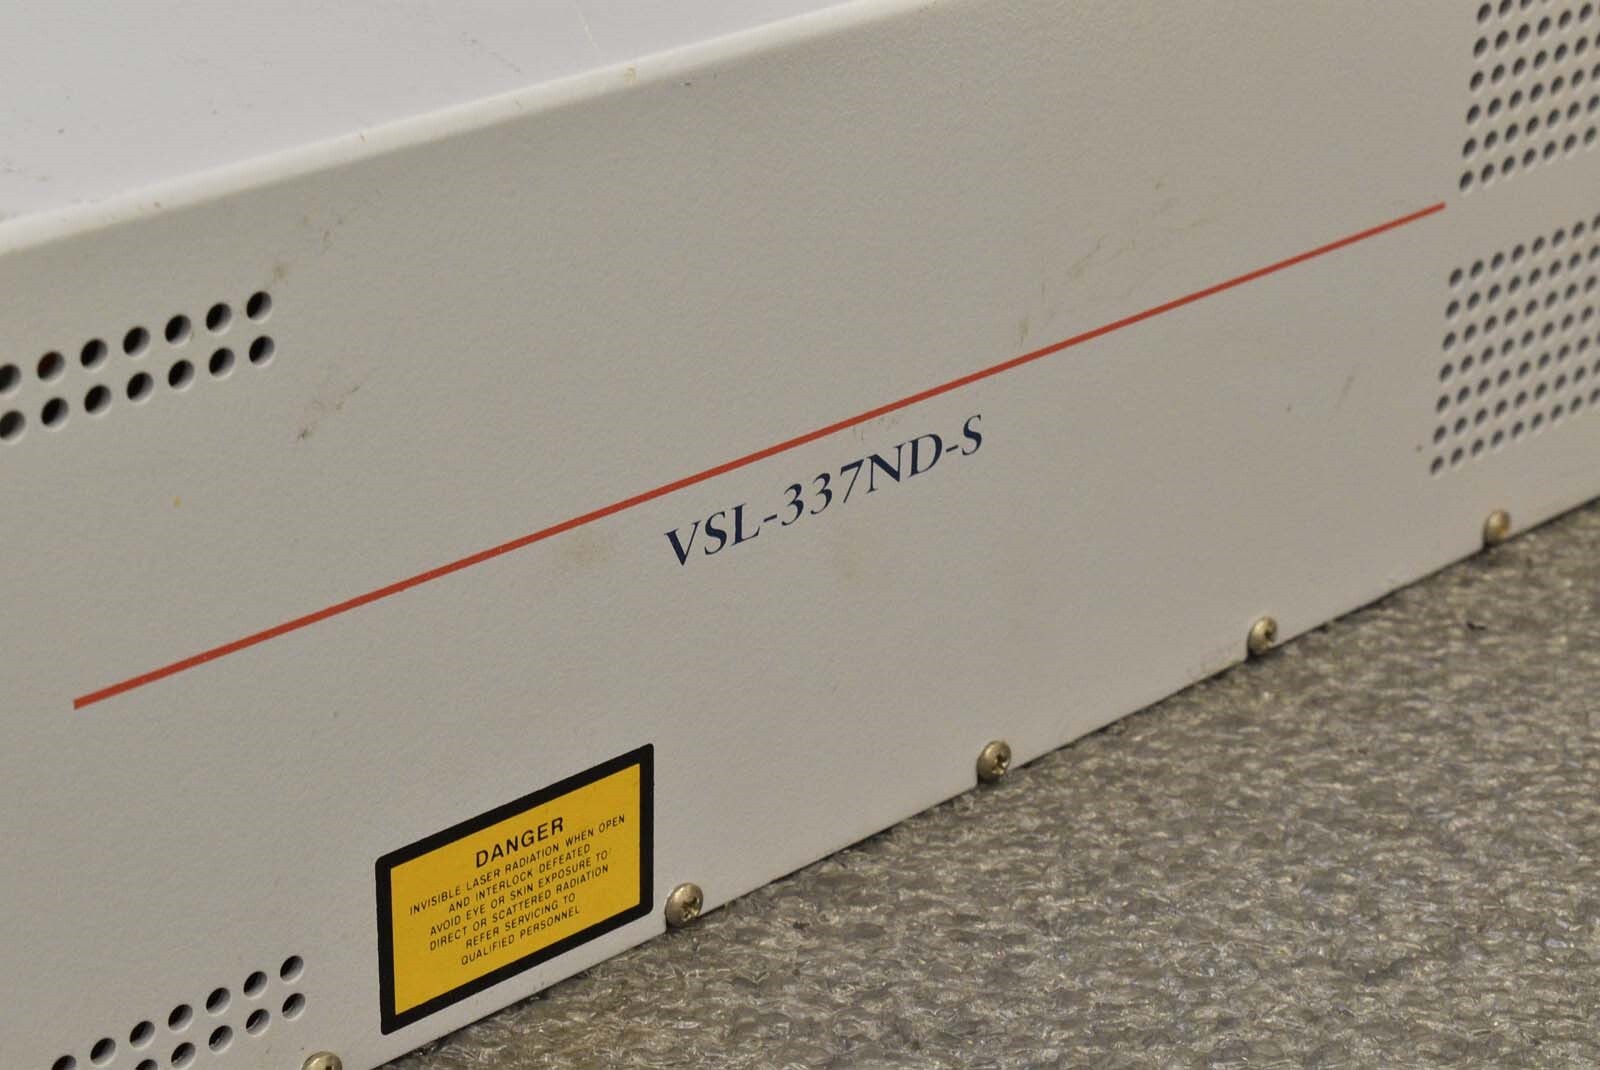 VSL-337ND-S
DANGER
INVISIBLE LASER RADIATION WHEN OPEN
AND INTERLOCK DEFEATED
AVOID EYE OR SKIN EXPOSURE TO
DIRECT OR SCATTERED RADIATION
REFER SERVICING TO
QUALIFIED PERSONNEL